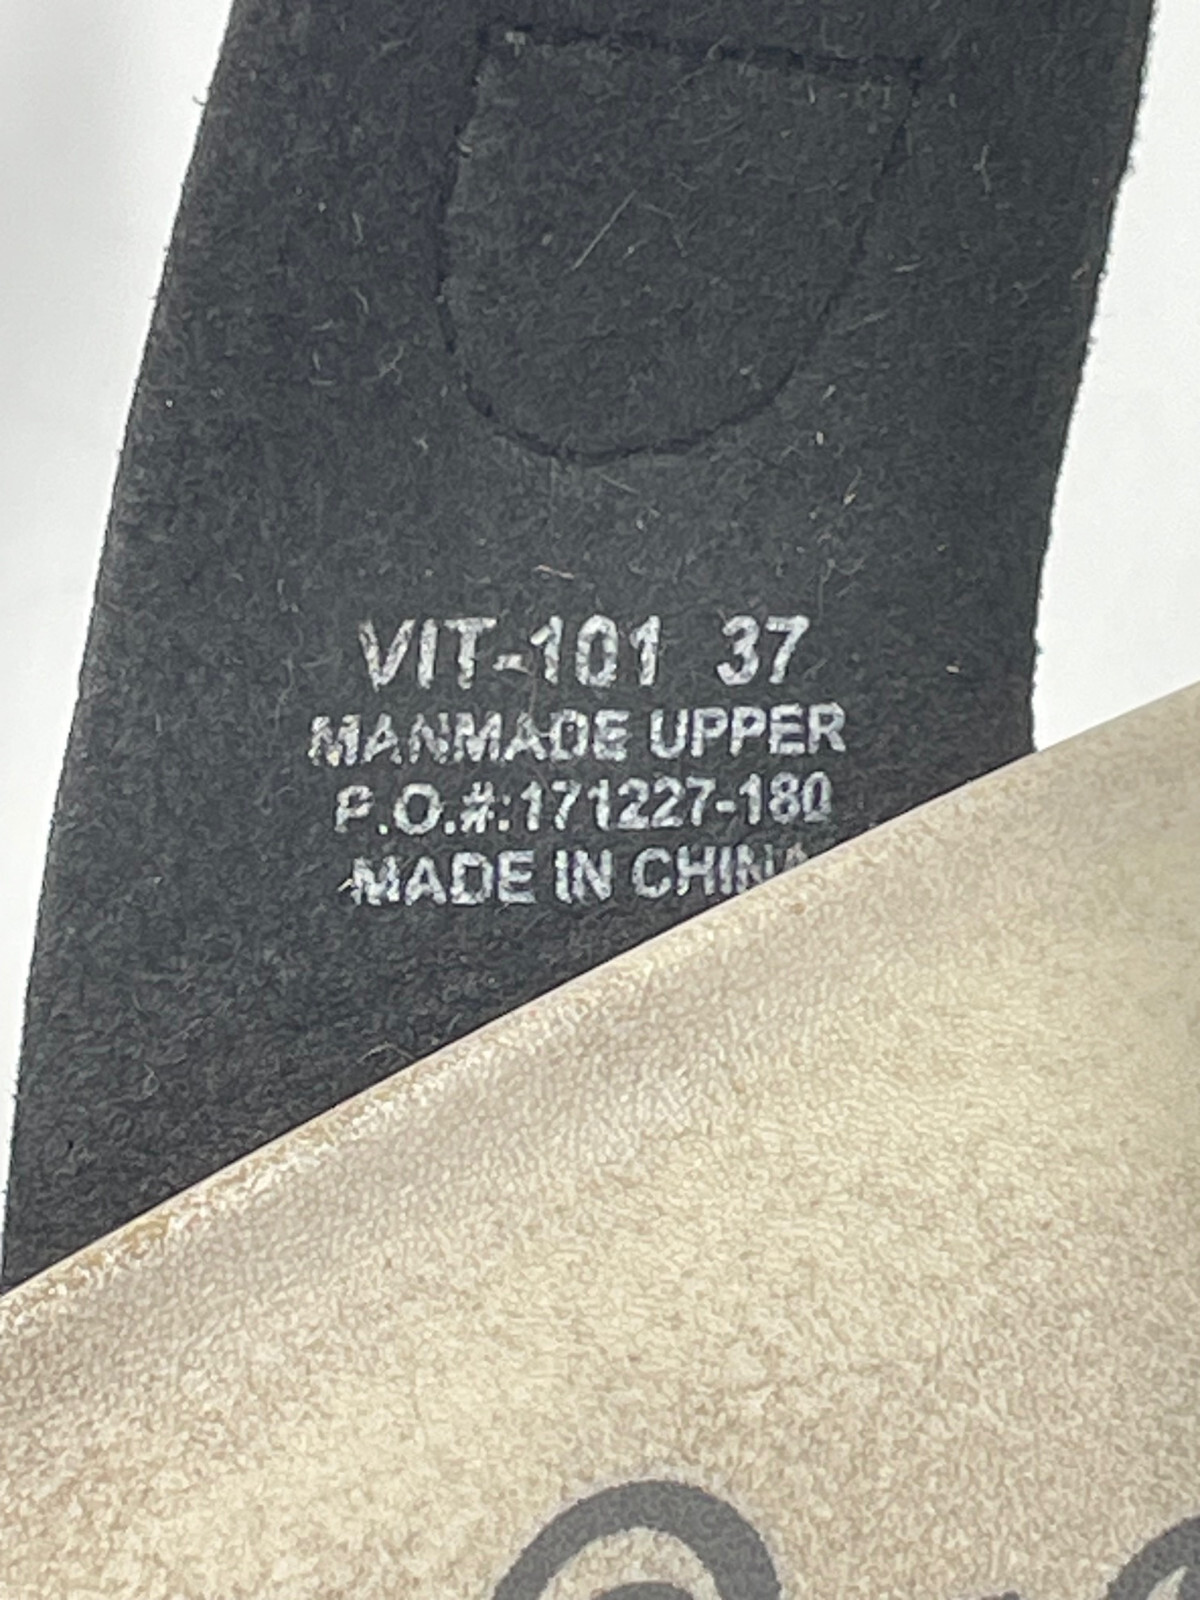 VIT-101 37
MANMADE UPPER
P.O.#:171227-180
MADE IN CHINA